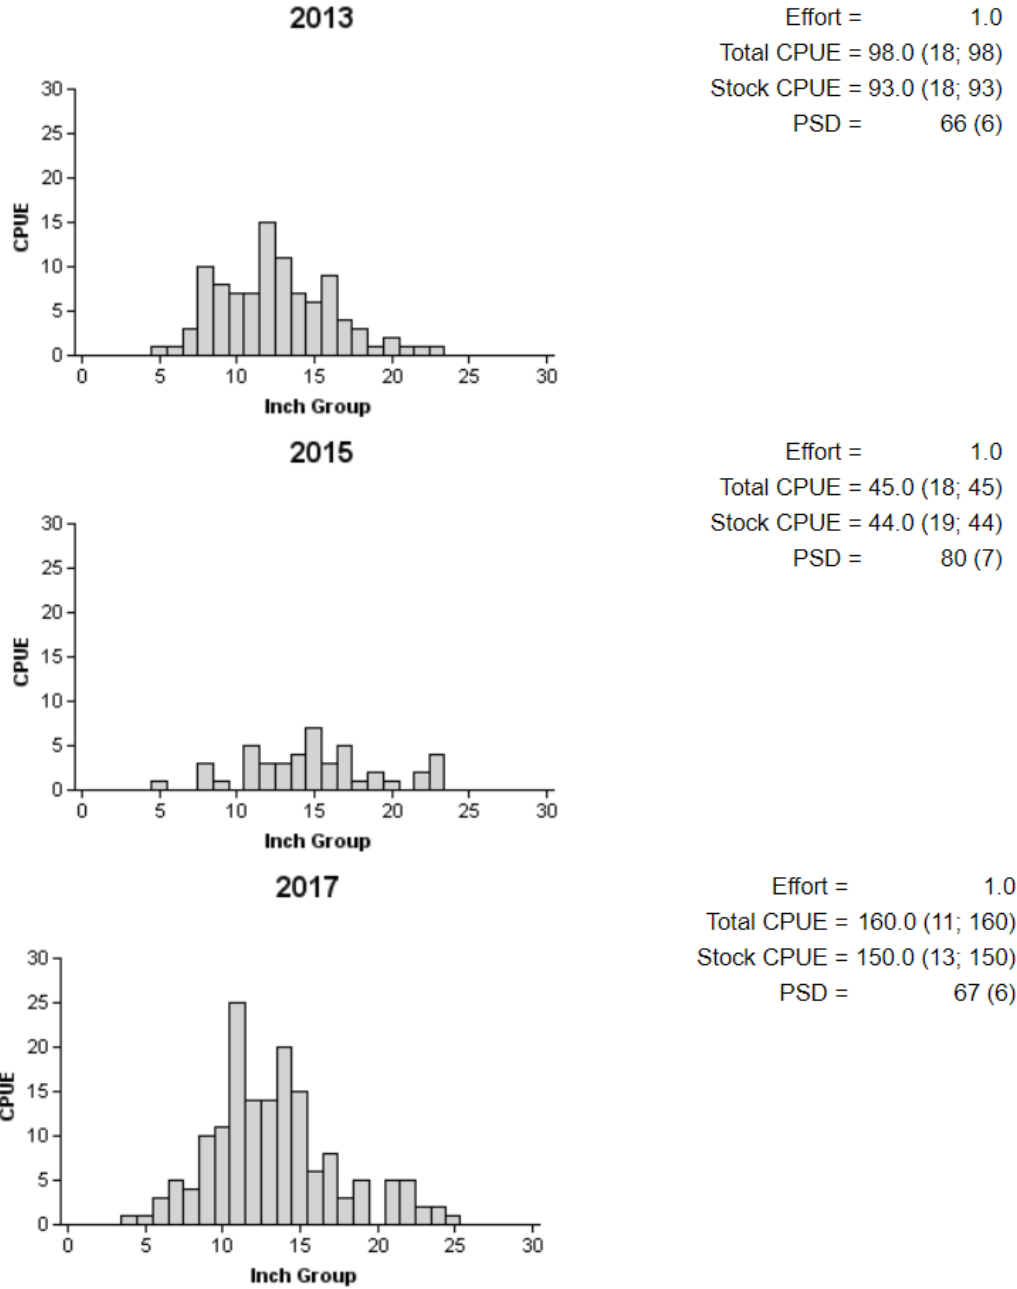 2013
Effort = 1.0
Total CPUE = 98.0 (18; 98)
Stock CPUE = 93.0 (18; 93)
PSD = 66 (6)
30
25
20
15
10
5
0
CPUE
0 5 10 15 20 25 30
Inch Group
2015
Effort = 1.0
Total CPUE = 45.0 (18; 45)
Stock CPUE = 44.0 (19; 44)
PSD = 80 (7)
30
25
20
15
10
5
0
CPUE
0 5 10 15 20 25 30
Inch Group
2017
Effort = 1.0
Total CPUE = 160.0 (11; 160)
Stock CPUE = 150.0 (13; 150)
PSD = 67 (6)
30
25
20
15
10
5
0
CPUE
0 5 10 15 20 25 30
Inch Group